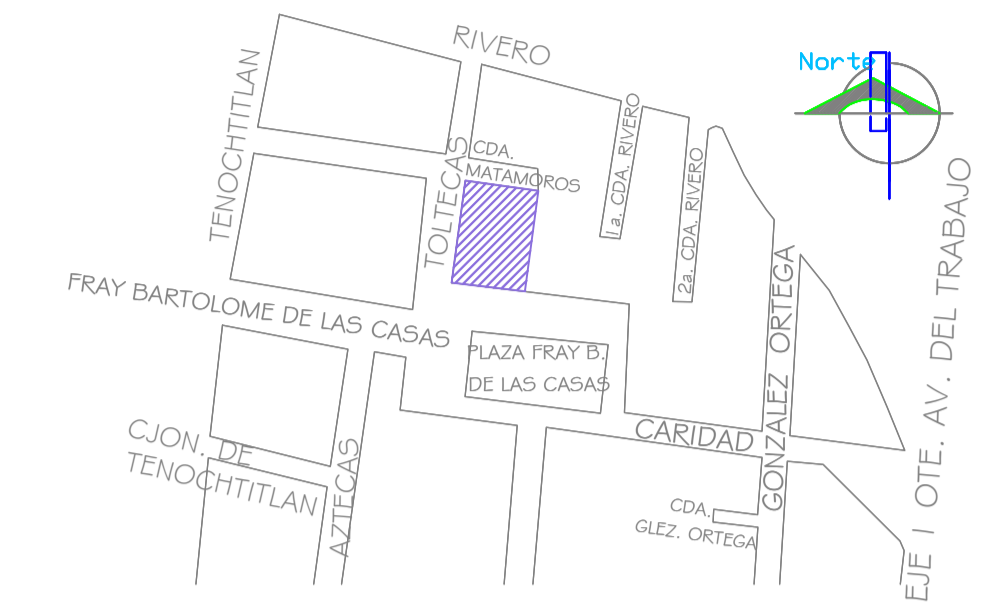 RIVERO
Norte
TENOCHTITLAN
TOLTECAS
CDA.
MATAMOROS
1a. CDA. RIVERO
2a. CDA. RIVERO
GONZALEZ ORTEGA
EJE 1 OTE. AV. DEL TRABAJO
FRAY BARTOLOME DE LAS CASAS
PLAZA FRAY B.
DE LAS CASAS
CARIDAD
CJON. DE
TENOCHTITLAN
AZTECAS
CDA.
GLEZ. ORTEGA